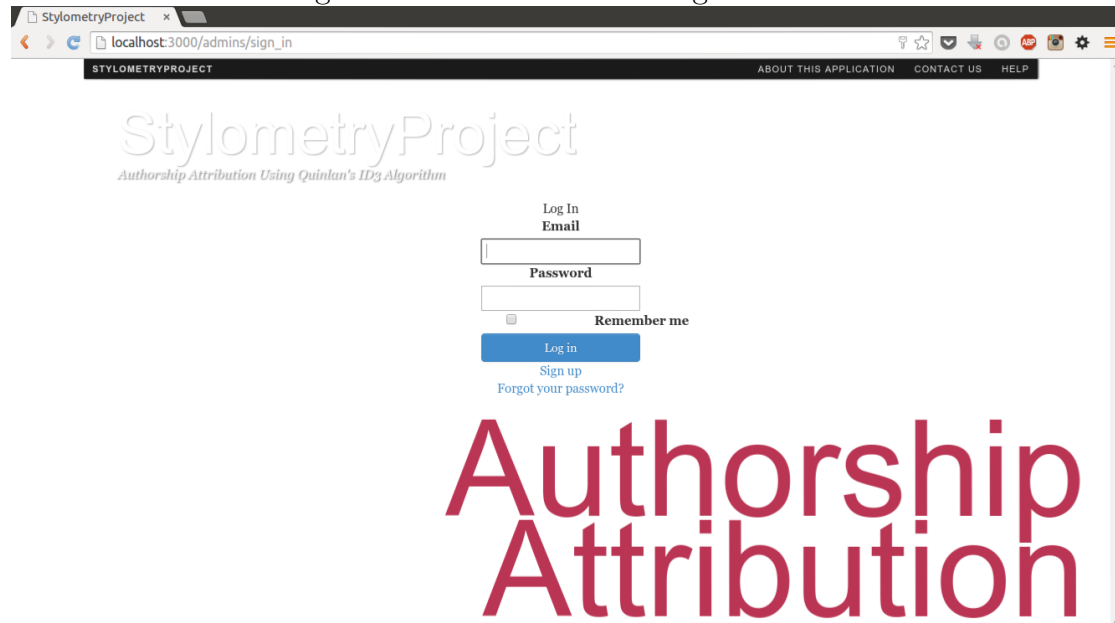 StylometryProject ×
localhost:3000/admins/sign_in
ABP
STYLOMETRYPROJECT ABOUT THIS APPLICATION CONTACT US HELP
StylometryProject
Authorship Attribution Using Quinlan's ID3 Algorithm
Log In
Email
Password
Remember me
Log in
Sign up
Forgot your password?
Authorship
Attribution